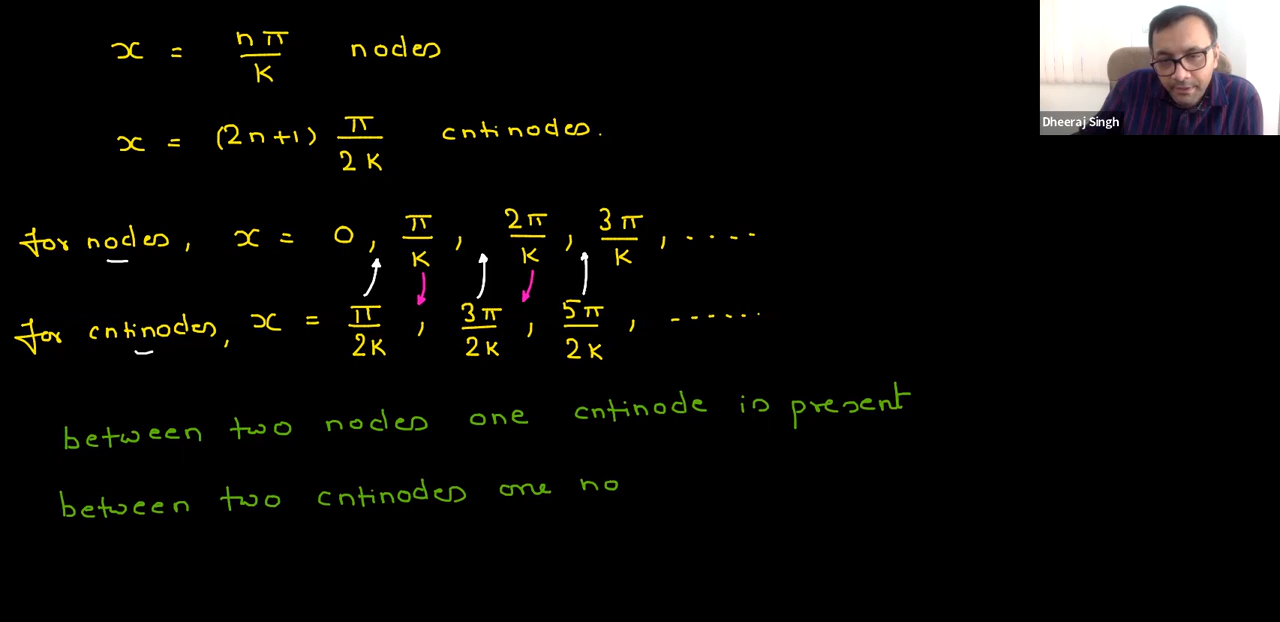 x = nπ/K nodes
x = (2n+1) π/2K antinodes.
Dheeraj Singh
for nodes, x = 0, π/K, 2π/K, 3π/K, ....
for antinodes, x = π/2K, 3π/2K, 5π/2K, ......
between two nodes one antinode is present
between two antinodes one no